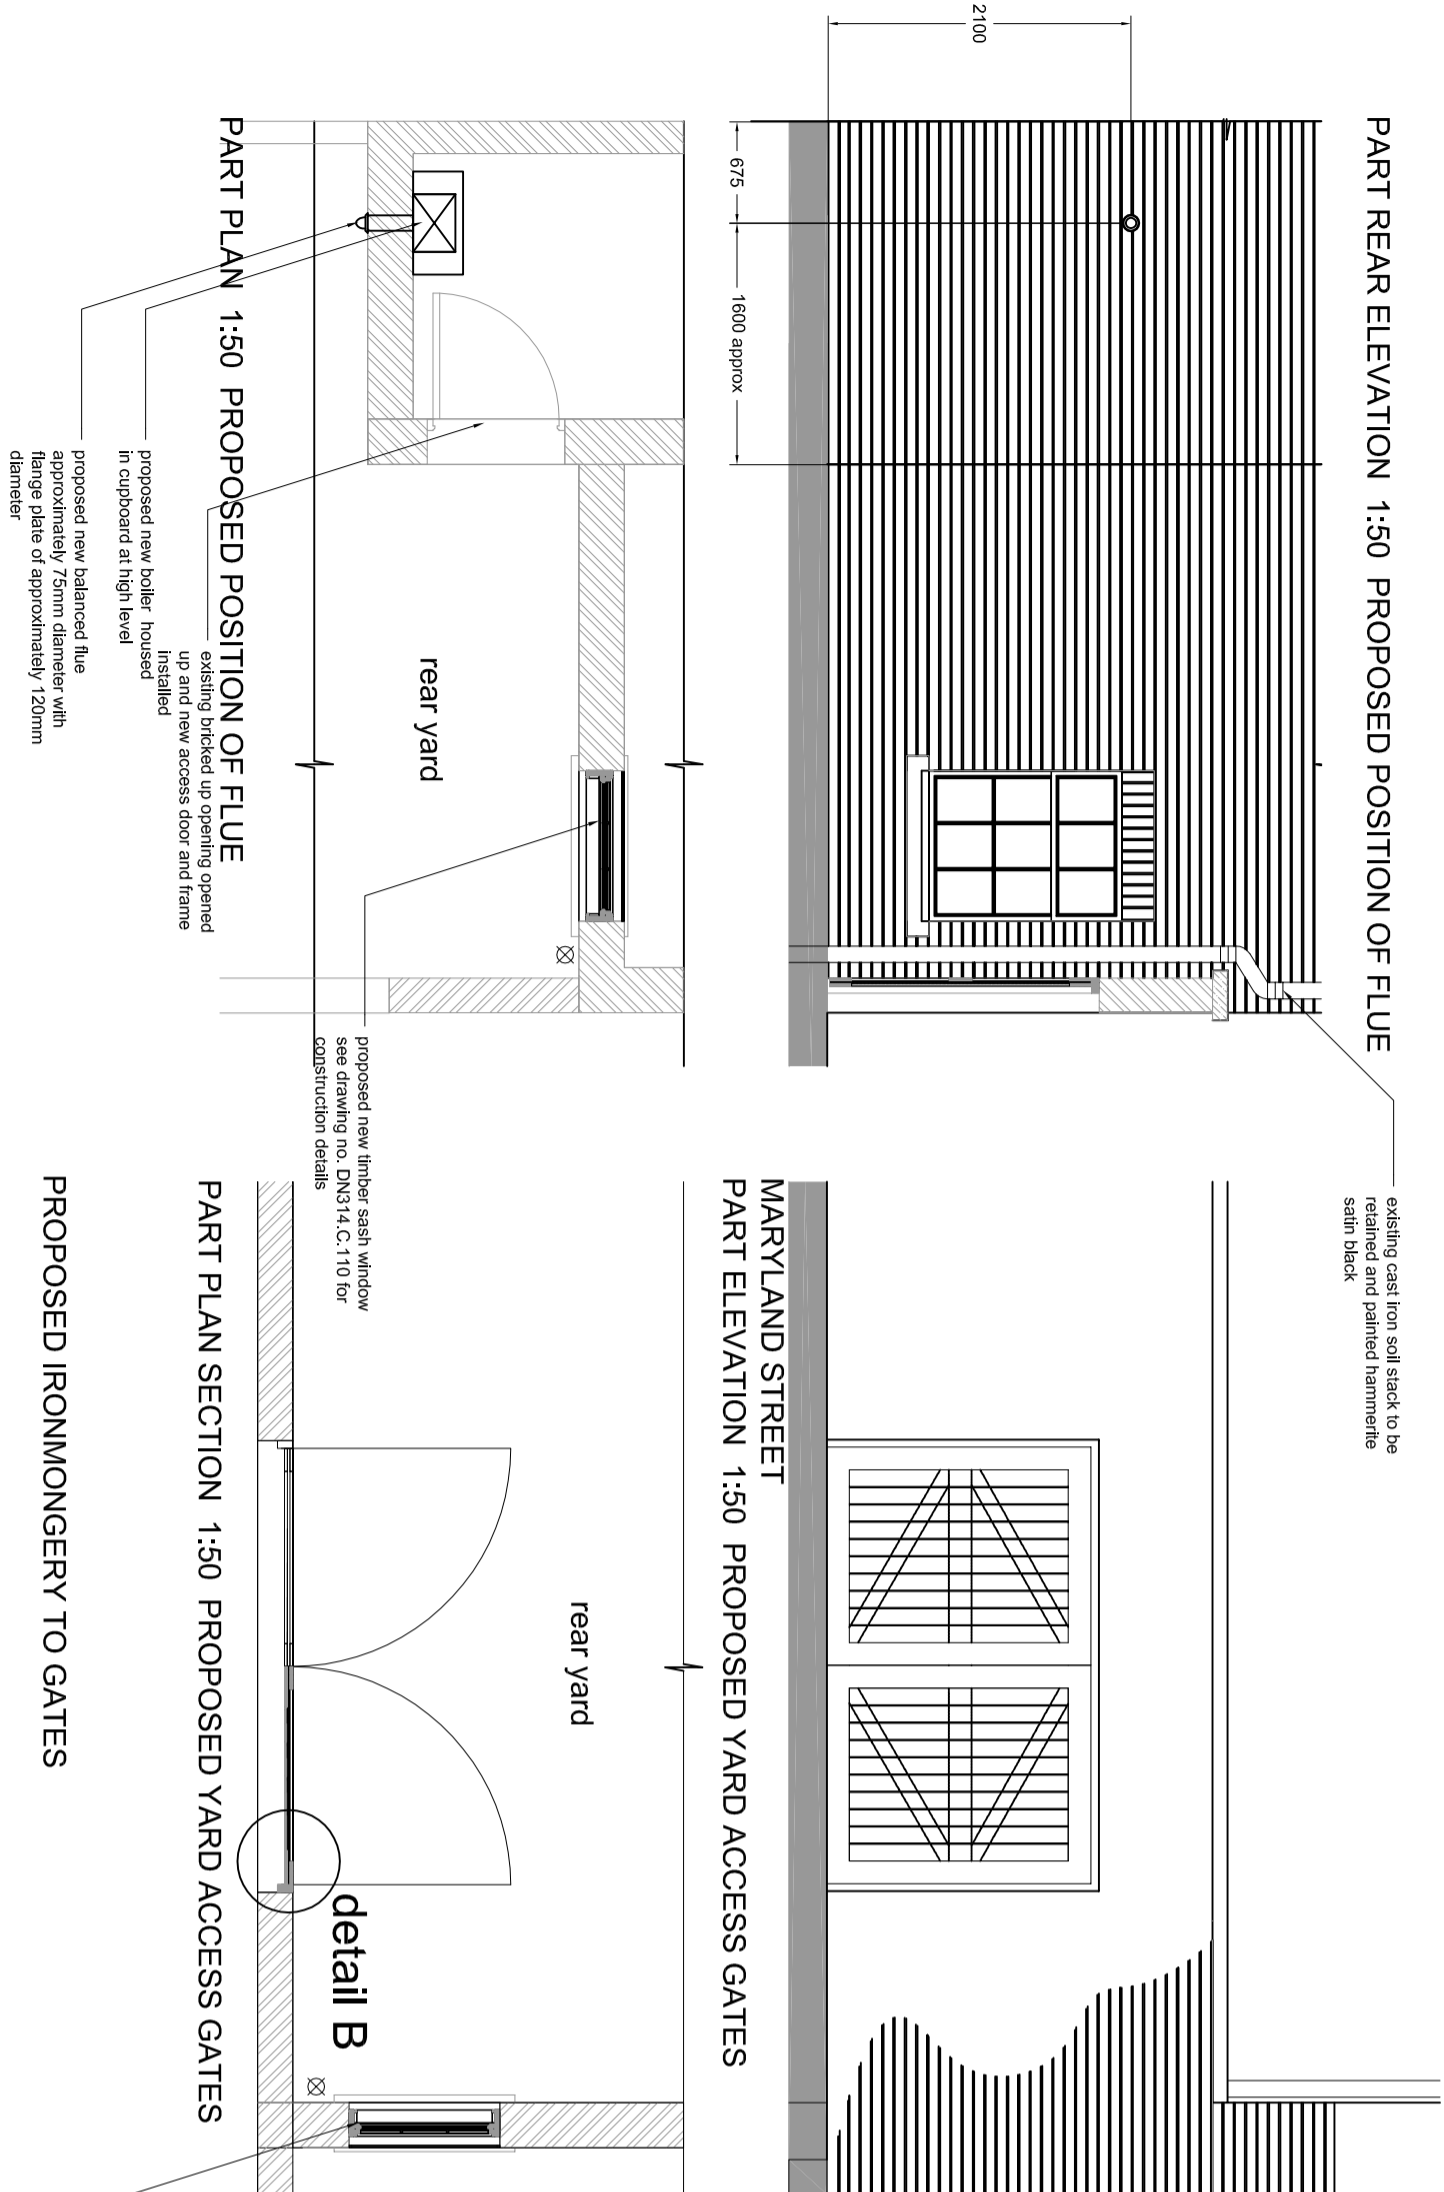 PART REAR ELEVATION  1:50  PROPOSED POSITION OF FLUE
existing cast iron soil stack to be
retained and painted hammerite
satin black
2100
675
1600 approx
MARYLAND STREET
PART ELEVATION  1:50  PROPOSED YARD ACCESS GATES
rear yard
rear yard
proposed new timber sash window
see drawing no. DN314.C.110 for
construction details
detail B
PART PLAN  1:50  PROPOSED POSITION OF FLUE
existing bricked up opening opened
up and new access door and frame
installed
proposed new boiler  housed
in cupboard at high level
proposed new balanced flue
approximately 75mm diameter with
flange plate of approximately 120mm
diameter
PART PLAN SECTION  1:50  PROPOSED YARD ACCESS GATES
PROPOSED IRONMONGERY TO GATES